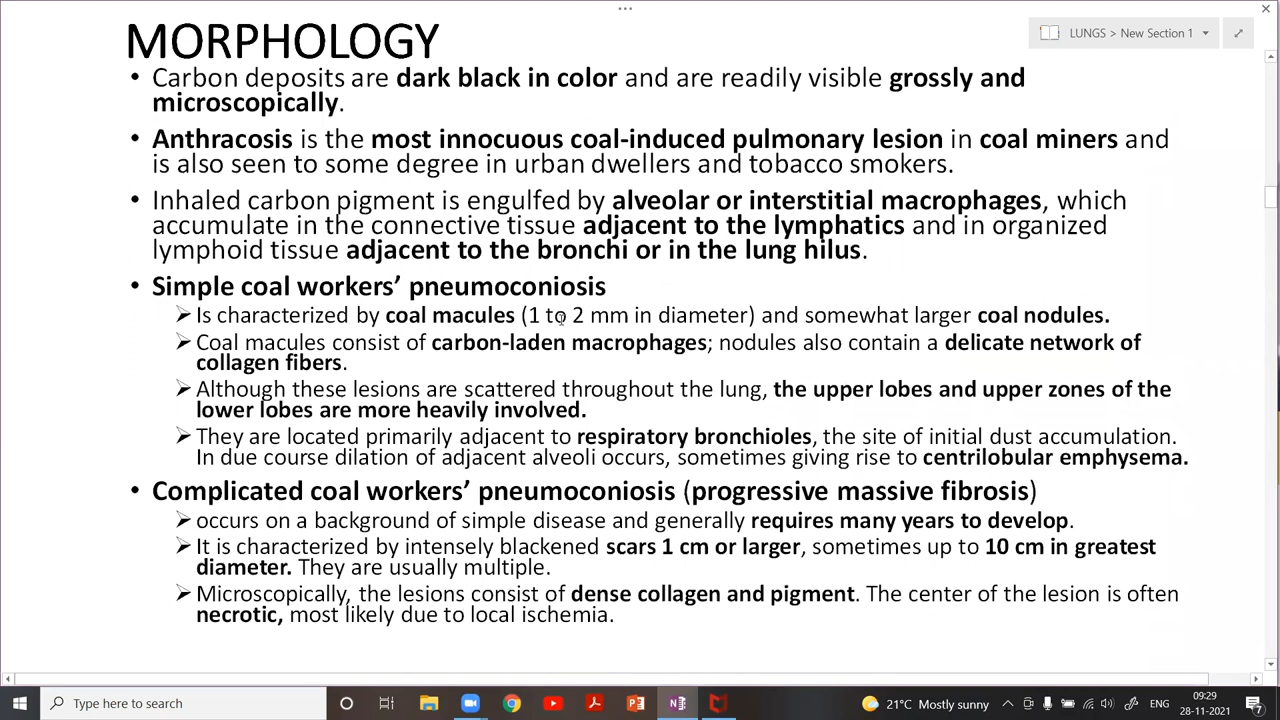 MORPHOLOGY
LUNGS > New Section 1
• Carbon deposits are dark black in color and are readily visible grossly and
microscopically.
• Anthracosis is the most innocuous coal-induced pulmonary lesion in coal miners and
is also seen to some degree in urban dwellers and tobacco smokers.
• Inhaled carbon pigment is engulfed by alveolar or interstitial macrophages, which
accumulate in the connective tissue adjacent to the lymphatics and in organized
lymphoid tissue adjacent to the bronchi or in the lung hilus.
• Simple coal workers’ pneumoconiosis
➢ Is characterized by coal macules (1 to 2 mm in diameter) and somewhat larger coal nodules.
➢ Coal macules consist of carbon-laden macrophages; nodules also contain a delicate network of
collagen fibers.
➢ Although these lesions are scattered throughout the lung, the upper lobes and upper zones of the
lower lobes are more heavily involved.
➢ They are located primarily adjacent to respiratory bronchioles, the site of initial dust accumulation.
In due course dilation of adjacent alveoli occurs, sometimes giving rise to centrilobular emphysema.
• Complicated coal workers’ pneumoconiosis (progressive massive fibrosis)
➢ occurs on a background of simple disease and generally requires many years to develop.
➢ It is characterized by intensely blackened scars 1 cm or larger, sometimes up to 10 cm in greatest
diameter. They are usually multiple.
➢ Microscopically, the lesions consist of dense collagen and pigment. The center of the lesion is often
necrotic, most likely due to local ischemia.
Type here to search
21°C Mostly sunny
ENG
09:29
28-11-2021
7